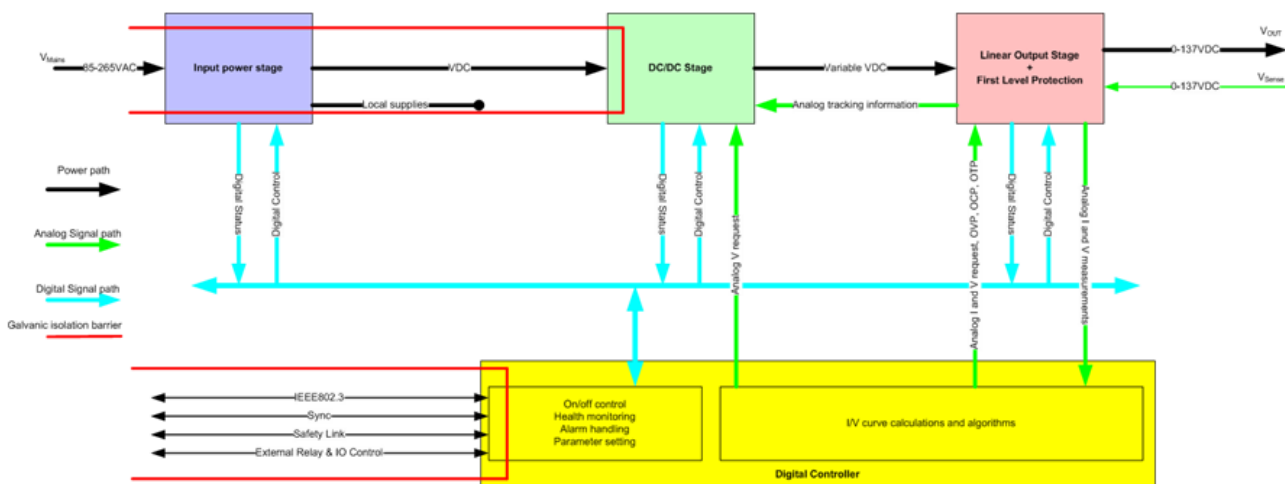 V_Mains
85-265VAC
Input power stage
VDC
Local supplies
DC/DC Stage
Variable VDC
Analog tracking information
Linear Output Stage
+
First Level Protection
V_OUT
0-137VDC
V_Sense
0-137VDC
Power path
Analog Signal path
Digital Signal path
Galvanic isolation barrier
Digital Status
Digital Control
Digital Status
Digital Control
Analog V request
Analog I and V request, OVP, OCP, OTP
Digital Status
Digital Control
Analog I and V measurements
IEEE802.3
Sync
Safety Link
External Relay & IO Control
On/off control
Health monitoring
Alarm handling
Parameter setting
I/V curve calculations and algorithms
Digital Controller